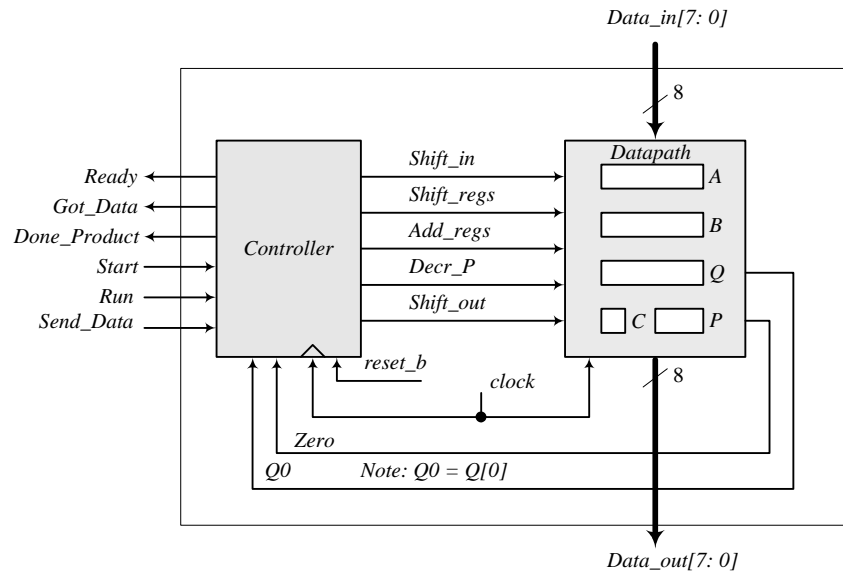 Data_in[7: 0]
8
Datapath
A
B
Q
C
P
Ready
Got_Data
Done_Product
Start
Run
Send_Data
Controller
Shift_in
Shift_regs
Add_regs
Decr_P
Shift_out
reset_b
clock
8
Zero
Q0
Note: Q0 = Q[0]
Data_out[7: 0]